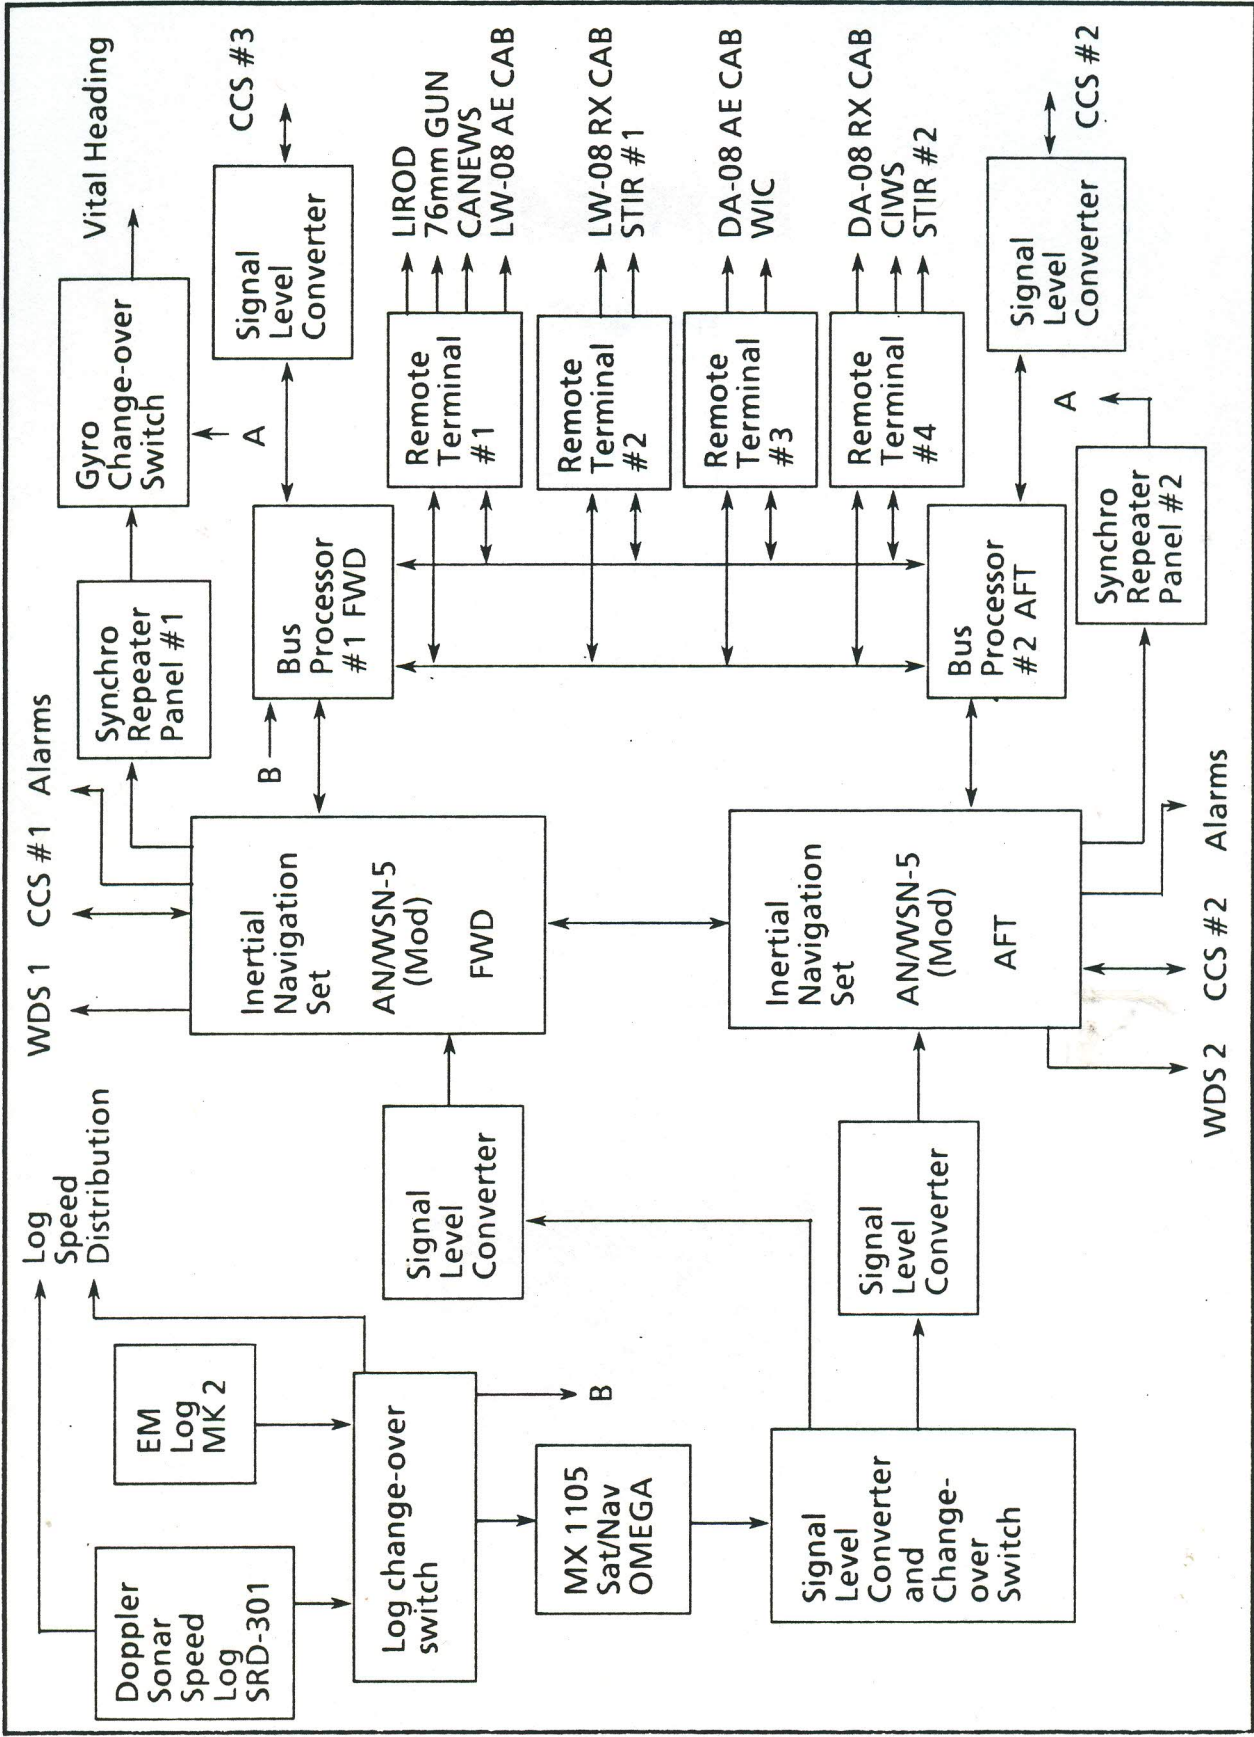 Doppler
Sonar
Speed
Log
SRD-301
EM
Log
MK 2
Log
Speed
Distribution
WDS 1
CCS #1
Alarms
Synchro
Repeater
Panel #1
Gyro
Change-over
Switch
Vital Heading
A
Log change-over
switch
B
Signal
Level
Converter
Inertial
Navigation
Set
AN/WSN-5
(Mod)
FWD
B
Bus
Processor
#1 FWD
Signal
Level
Converter
CCS #3
Remote
Terminal
#1
LIROD
76mm GUN
CANEWS
LW-08 AE CAB
MX 1105
Sat/Nav
OMEGA
Remote
Terminal
#2
LW-08 RX CAB
STIR #1
Remote
Terminal
#3
DA-08 AE CAB
WIC
Signal
Level
Converter
and
Change-
over
Switch
Signal
Level
Converter
Inertial
Navigation
Set
AN/WSN-5
(Mod)
AFT
Bus
Processor
#2 AFT
Remote
Terminal
#4
DA-08 RX CAB
CIWS
STIR #2
Signal
Level
Converter
CCS #2
Synchro
Repeater
Panel #2
A
WDS 2
CCS #2
Alarms